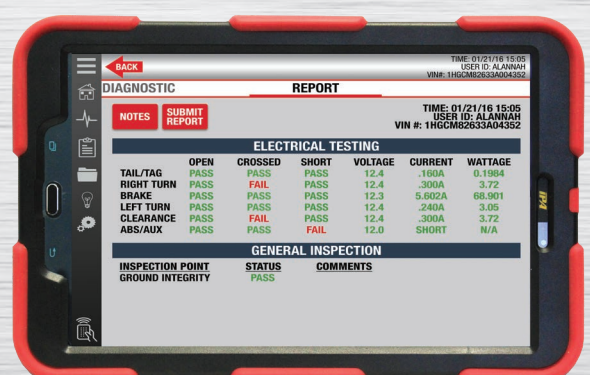 BACK
TIME: 01/21/16 15:05
USER ID: ALANNAH
VIN#: 1HGCM82633A004352
DIAGNOSTIC REPORT
NOTES SUBMIT REPORT
TIME: 01/21/16 15:05
USER ID: ALANNAH
VIN #: 1HGCM82633A04352
ELECTRICAL TESTING
OPEN CROSSED SHORT VOLTAGE CURRENT WATTAGE
TAIL/TAG PASS PASS PASS 12.4 .160A 0.1984
RIGHT TURN PASS FAIL PASS 12.4 .300A 3.72
BRAKE PASS PASS PASS 12.3 5.602A 68.901
LEFT TURN PASS PASS PASS 12.4 .240A 3.05
CLEARANCE PASS FAIL PASS 12.4 .300A 3.72
ABS/AUX PASS PASS FAIL 12.0 SHORT N/A
GENERAL INSPECTION
INSPECTION POINT STATUS COMMENTS
GROUND INTEGRITY PASS
iPA